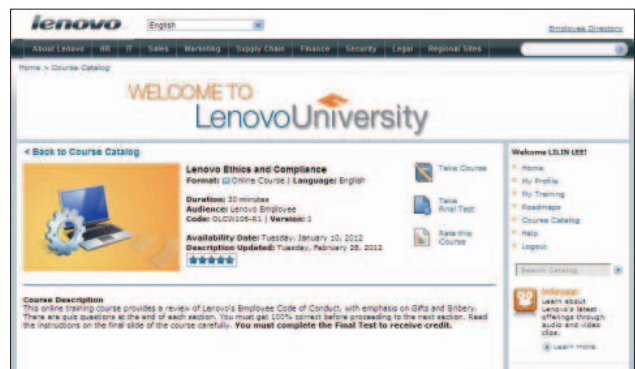 lenovo
English
Employee Directory
About Lenovo HR IT Sales Marketing Supply Chain Finance Security Legal Regional Sites
Home > Course Catalog
WELCOME TO
LenovoUniversity
< Back to Course Catalog
Lenovo Ethics and Compliance
Format: Online Course | Language: English
Duration: 30 minutes
Audience: Lenovo Employee
Code: OLCW106-R1 | Version: 1
Availability Date: Tuesday, January 10, 2012
Description Updated: Tuesday, February 28, 2012
Take Course
Take
Final Test
Rate this
Course
Welcome LILIN LEE!
Home
My Profile
My Training
Roadmaps
Course Catalog
Help
Logout
Search Catalog
Learn about
Lenovo's latest
offerings through
audio and video
clips.
Learn more
Course Description
This online training course provides a review of Lenovo's Employee Code of Conduct, with emphasis on Gifts and Bribery.
There are quiz questions at the end of each section. You must get 100% correct before proceeding to the next section. Read
the instructions on the final slide of the course carefully. You must complete the Final Test to receive credit.